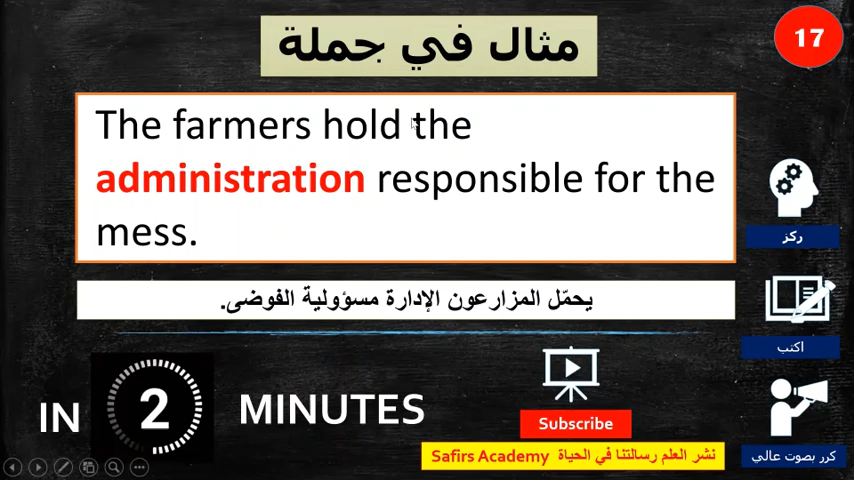 مثال في جملة
17
The farmers hold the
administration responsible for the
mess.
يحمّل المزارعون الإدارة مسؤولية الفوضى.
ركز
اكتب
كرر بصوت عالي
IN 2 MINUTES
Subscribe
نشر العلم رسالتنا في الحياة Safirs Academy